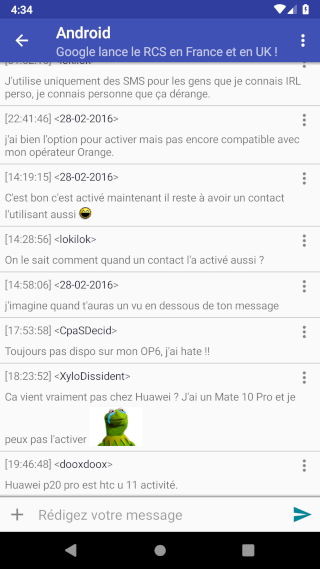 4:34
Android
Google lance le RCS en France et en UK !
J'utilise uniquement des SMS pour les gens que je connais IRL
perso, je connais personne que ça dérange.
[22:41:46] <28-02-2016>
j'ai bien l'option pour activer mais pas encore compatible avec
mon opérateur Orange.
[14:19:15] <28-02-2016>
C'est bon c'est activé maintenant il reste à avoir un contact
l'utilisant aussi
[14:28:56] <lokilok>
On le sait comment quand un contact l'a activé aussi ?
[14:58:06] <28-02-2016>
j'imagine quand t'auras un vu en dessous de ton message
[17:53:58] <CpaSDecid>
Toujours pas dispo sur mon OP6, j'ai hate !!
[18:23:52] <XyloDissident>
Ca vient vraiment pas chez Huawei ? J'ai un Mate 10 Pro et je
peux pas l'activer
[19:46:48] <dooxdoox>
Huawei p20 pro est htc u 11 activité.
Rédigez votre message